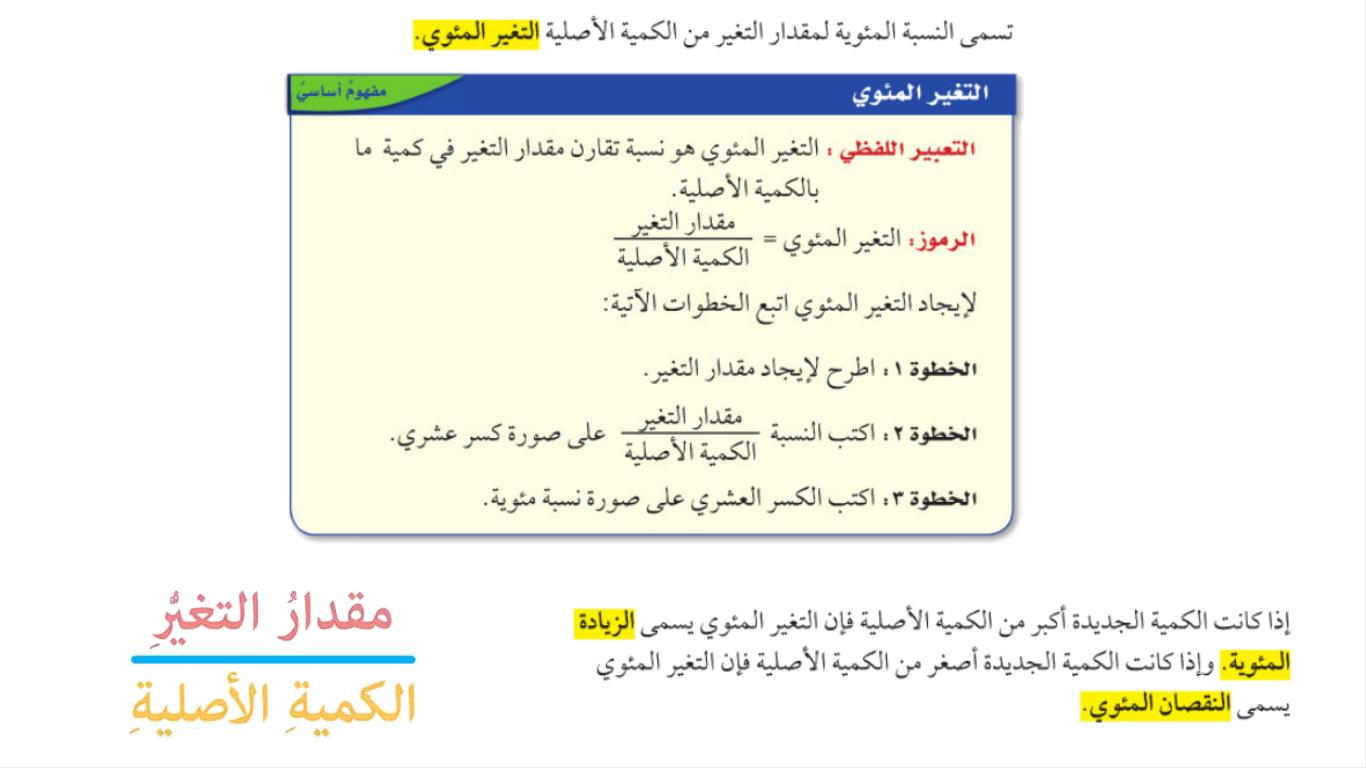 تسمى النسبة المئوية لمقدار التغير من الكمية الأصلية التغير المئوي.
التغير المئوي
مفهومٌ أساسيٌ
التعبير اللفظي : التغير المئوي هو نسبة تقارن مقدار التغير في كمية ما
بالكمية الأصلية.
مقدار التغير
الرموز: التغير المئوي =
الكمية الأصلية
لإيجاد التغير المئوي اتبع الخطوات الآتية:
الخطوة ١: اطرح لإيجاد مقدار التغير.
مقدار التغير
الخطوة ٢: اكتب النسبة على صورة كسر عشري.
الكمية الأصلية
الخطوة ٣: اكتب الكسر العشري على صورة نسبة مئوية.
إذا كانت الكمية الجديدة أكبر من الكمية الأصلية فإن التغير المئوي يسمى الزيادة
المئوية. وإذا كانت الكمية الجديدة أصغر من الكمية الأصلية فإن التغير المئوي
يسمى النقصان المئوي.
مقدارُ التغيُّرِ
الكميةِ الأصليةِ